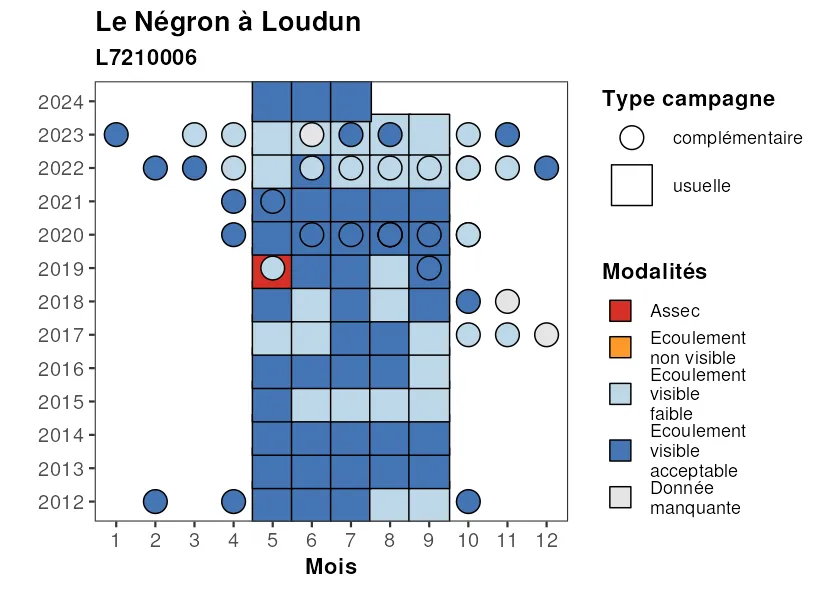 Le Négron à Loudun
L7210006
2024
2023
2022
2021
2020
2019
2018
2017
2016
2015
2014
2013
2012
1 2 3 4 5 6 7 8 9 10 11 12
Mois
Type campagne
complémentaire
usuelle
Modalités
Assec
Ecoulement
non visible
Ecoulement
visible
faible
Ecoulement
visible
acceptable
Donnée
manquante